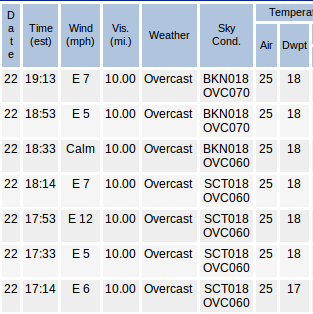 Date Time (est) Wind (mph) Vis. (mi.) Weather Sky Cond. Temperat
Air Dwpt
22 19:13 E 7 10.00 Overcast BKN018 OVC070 25 18
22 18:53 E 5 10.00 Overcast BKN018 OVC070 25 18
22 18:33 Calm 10.00 Overcast BKN018 OVC060 25 18
22 18:14 E 7 10.00 Overcast SCT018 OVC060 25 18
22 17:53 E 12 10.00 Overcast SCT018 OVC060 25 18
22 17:33 E 5 10.00 Overcast SCT018 OVC060 25 18
22 17:14 E 6 10.00 Overcast SCT018 OVC060 25 17